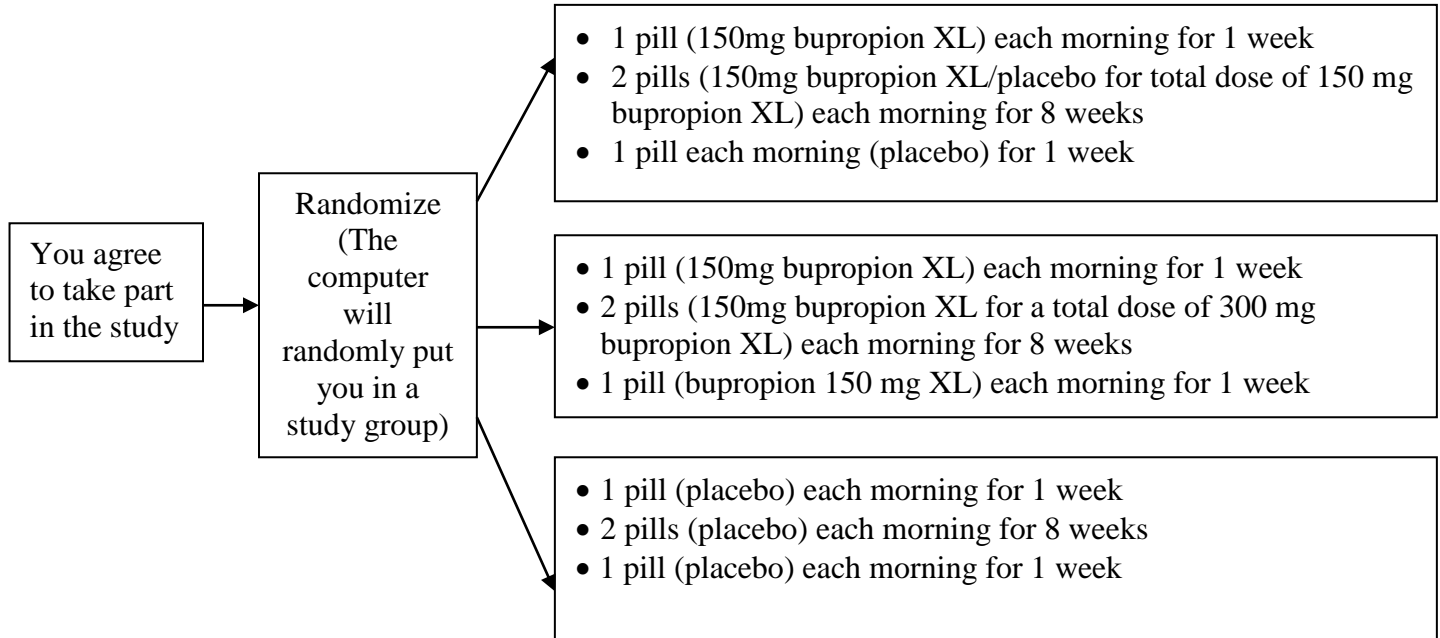 You agree
to take part
in the study
Randomize
(The
computer
will
randomly put
you in a
study group)
• 1 pill (150mg bupropion XL) each morning for 1 week
• 2 pills (150mg bupropion XL/placebo for total dose of 150 mg
bupropion XL) each morning for 8 weeks
• 1 pill each morning (placebo) for 1 week
• 1 pill (150mg bupropion XL) each morning for 1 week
• 2 pills (150mg bupropion XL for a total dose of 300 mg
bupropion XL) each morning for 8 weeks
• 1 pill (bupropion 150 mg XL) each morning for 1 week
• 1 pill (placebo) each morning for 1 week
• 2 pills (placebo) each morning for 8 weeks
• 1 pill (placebo) each morning for 1 week